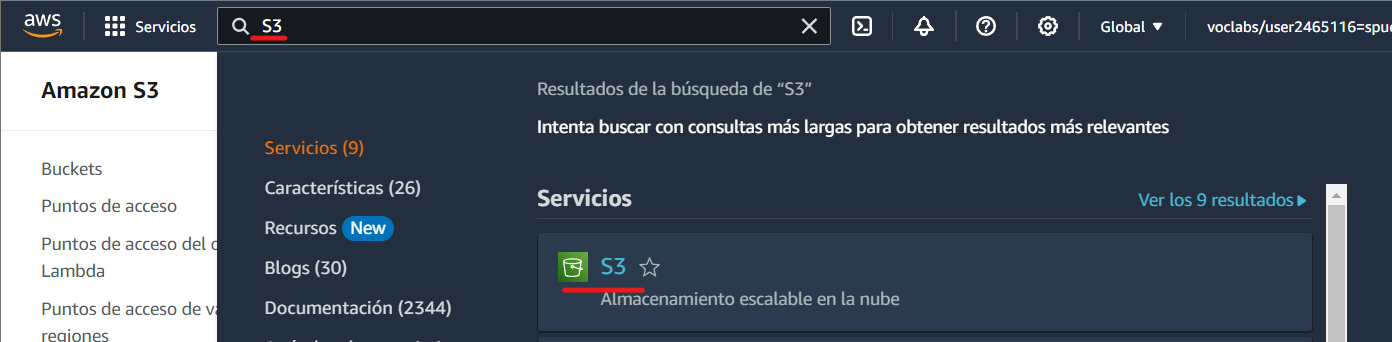 aws
Servicios
S3
Global
voclabs/user2465116=spu
Amazon S3
Buckets
Puntos de acceso
Puntos de acceso del
Lambda
Puntos de acceso de
regiones
Servicios (9)
Características (26)
Recursos New
Blogs (30)
Documentación (2344)
Resultados de la búsqueda de “S3”
Intenta buscar con consultas más largas para obtener resultados más relevantes
Servicios
Ver los 9 resultados
S3
Almacenamiento escalable en la nube